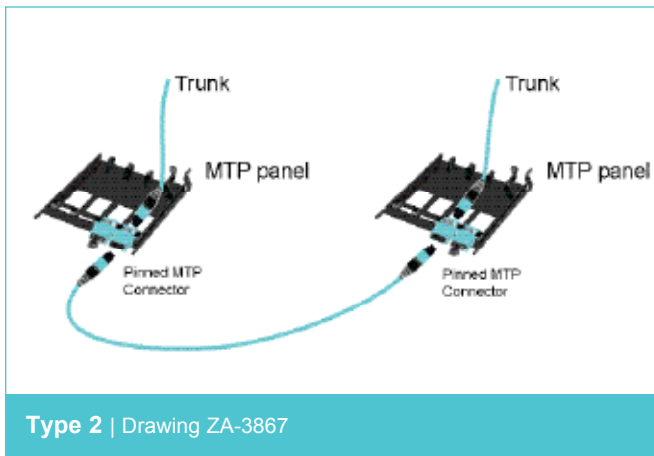 Trunk
Trunk
MTP panel
MTP panel
Pinned MTP
Connector
Pinned MTP
Connector
Type 2 | Drawing ZA-3867